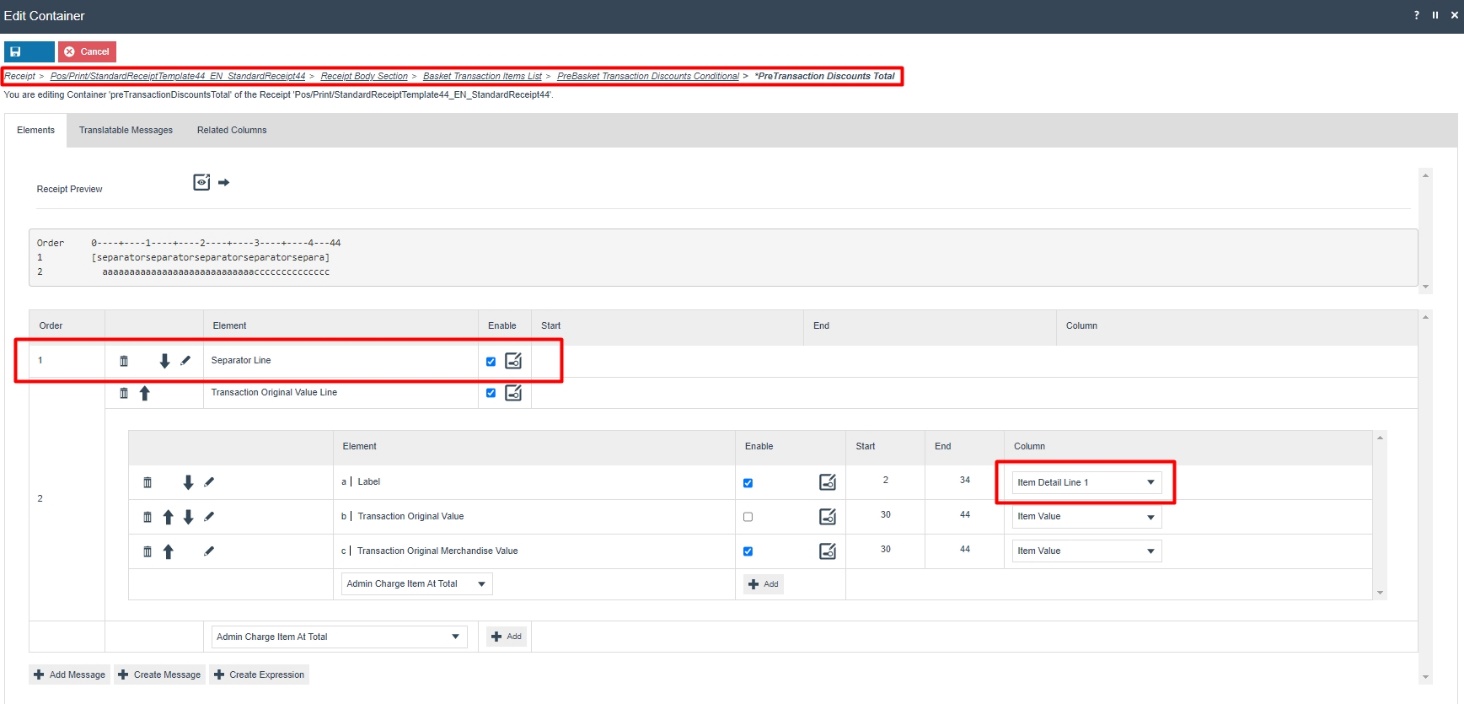 Edit Container
?
Cancel
Receipt > Pos/Print/StandardReceiptTemplate44_EN_StandardReceipt44 > Receipt Body Section > Basket Transaction Items List > PreBasket Transaction Discounts Conditional > *PreTransaction Discounts Total
You are editing Container 'preTransactionDiscountsTotal' of the Receipt 'Pos/Print/StandardReceiptTemplate44_EN_StandardReceipt44'.
Elements Translatable Messages Related Columns
Receipt Preview
Order 0----+----1----+----2----+----3----+----4---44
1 [separatorseparatorseparatorseparatorsepara]
2 aaaaaaaaaaaaaaaaaaaaaaaaaaaacccccccccccccc
Order Element Enable Start End Column
1 Separator Line
Transaction Original Value Line
2
Element Enable Start End Column
a | Label 2 34 Item Detail Line 1
b | Transaction Original Value 30 44 Item Value
c | Transaction Original Merchandise Value 30 44 Item Value
Admin Charge Item At Total Add
Admin Charge Item At Total Add
Add Message Create Message Create Expression